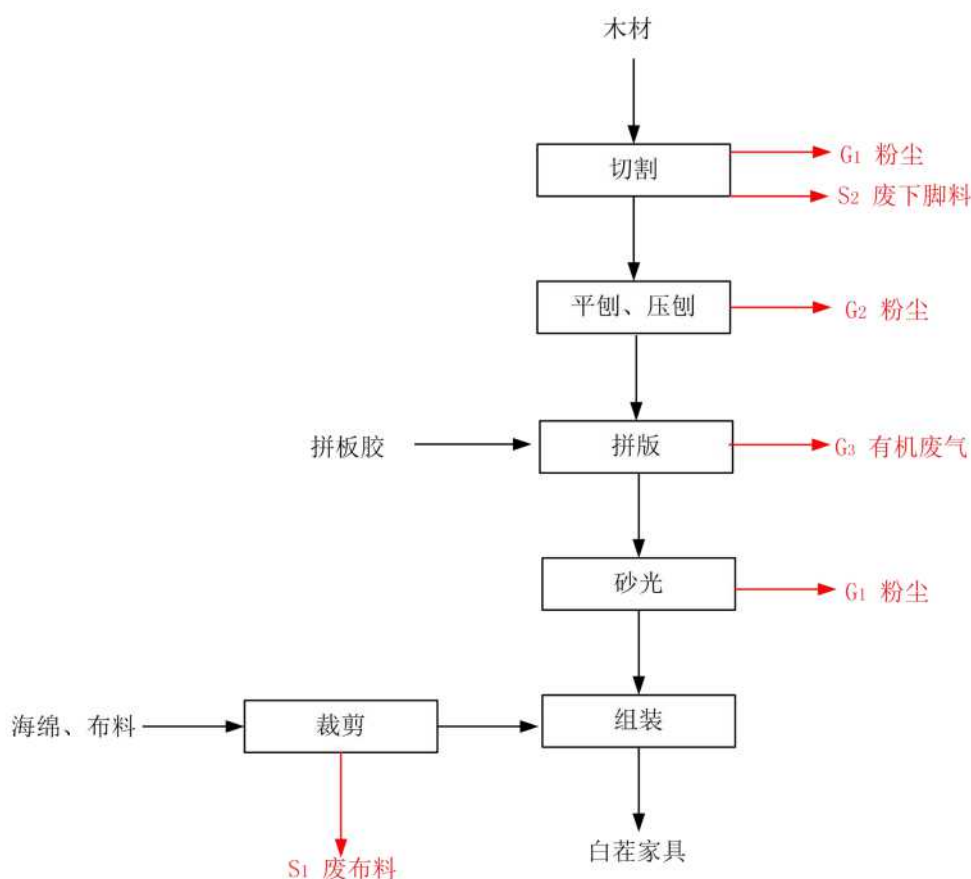 木材
切割
G1 粉尘
S2 废下脚料
平刨、压刨
G2 粉尘
拼板胶
拼版
G3 有机废气
砂光
G1 粉尘
海绵、布料
裁剪
组装
S1 废布料
白茬家具